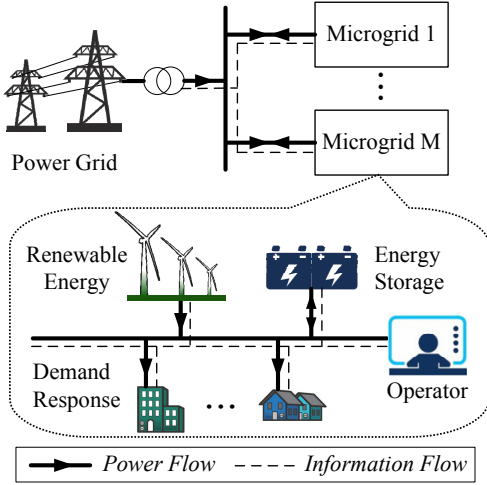 Microgrid 1
Power Grid
Microgrid M
Renewable
Energy
Energy
Storage
Demand
Response
Operator
Power Flow
Information Flow